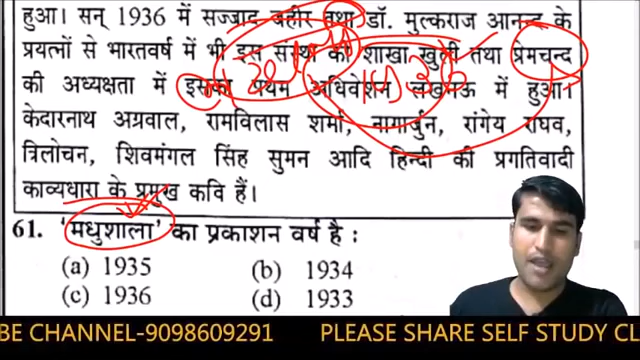 हुआ। सन् 1936 में सज्जाद जहीर तथा डॉ. मुल्कराज आनन्द के
प्रयत्नों से भारतवर्ष में भी इस संस्था की शाखा खुली तथा प्रेमचन्द
की अध्यक्षता में इसका प्रथम अधिवेशन लखनऊ में हुआ।
केदारनाथ अग्रवाल, रामविलास शर्मा, नागार्जुन, रांगेय राघव,
त्रिलोचन, शिवमंगल सिंह सुमन आदि हिन्दी की प्रगतिवादी
काव्यधारा के प्रमुख कवि हैं।
61. 'मधुशाला' का प्रकाशन वर्ष है :
(a) 1935 (b) 1934
(c) 1936 (d) 1933
BE CHANNEL-9098609291 PLEASE SHARE SELF STUDY CL